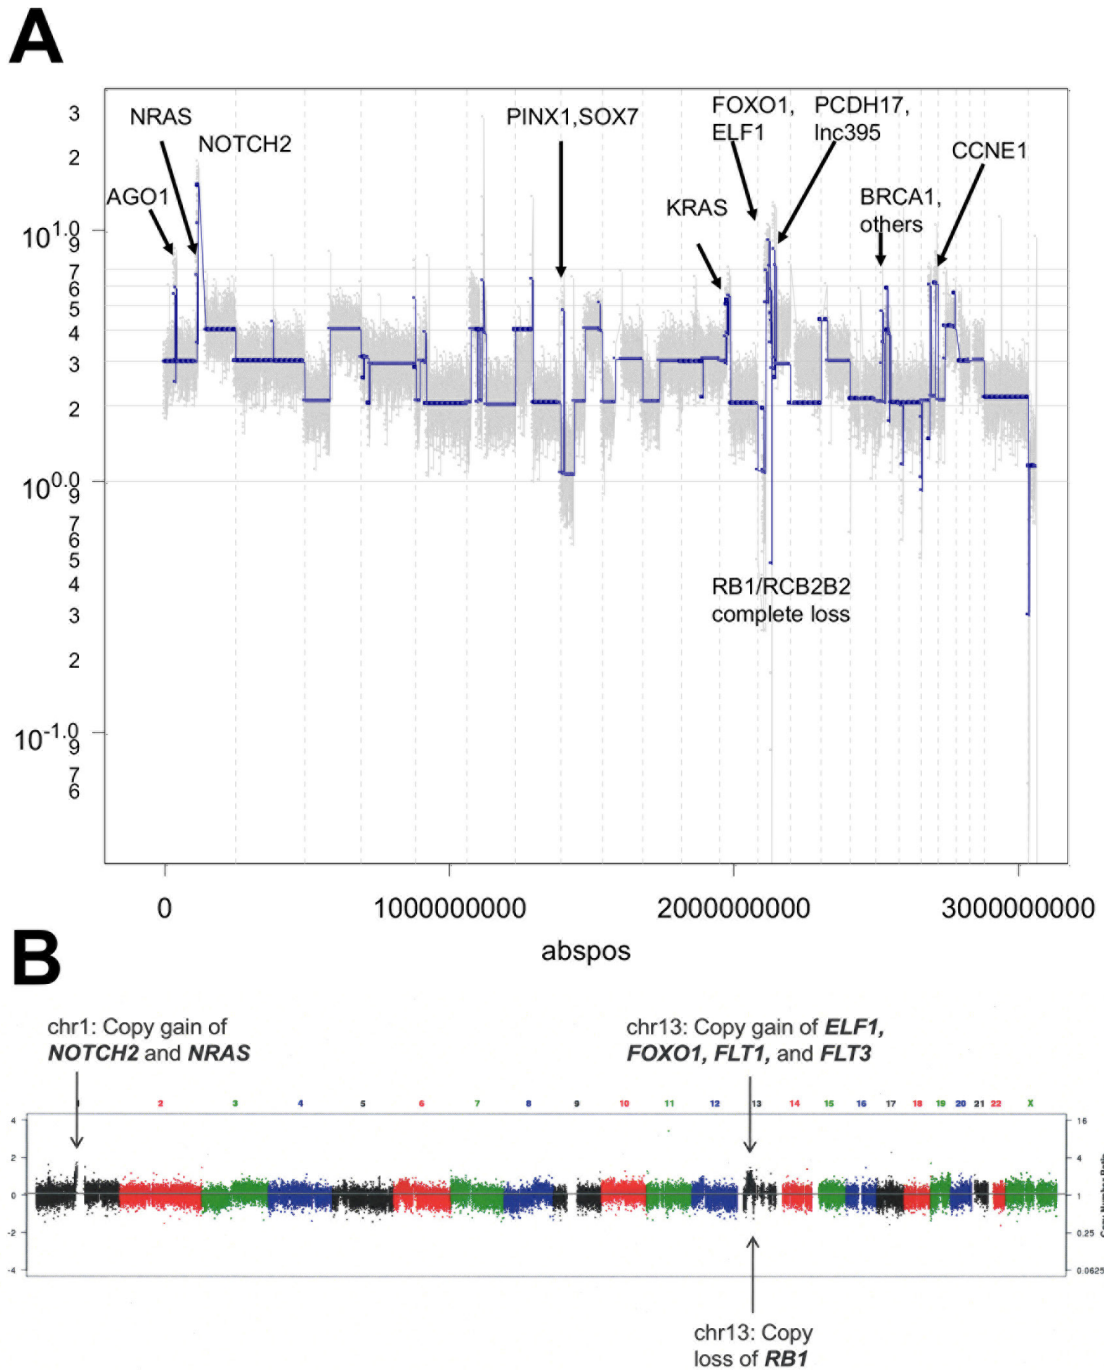 A
3
2
10^1.0
9
7
6
5
4
3
2
10^0.0
9
7
6
5
4
3
2
10^-1.0
9
7
6
NRAS
NOTCH2
AGO1
PINX1,SOX7
FOXO1,
ELF1
PCDH17,
lnc395
CCNE1
KRAS
BRCA1,
others
RB1/RCB2B2
complete loss
0 1000000000 2000000000 3000000000
abspos
B
chr1: Copy gain of
NOTCH2 and NRAS
chr13: Copy gain of ELF1,
FOXO1, FLT1, and FLT3
1 2 3 4 5 6 7 8 9 10 11 12 13 14 15 16 17 18 19 20 21 22 X
4
2
0
-2
-4
16
4
1
0.25
0.0625
Copy Number Ratio
chr13: Copy
loss of RB1